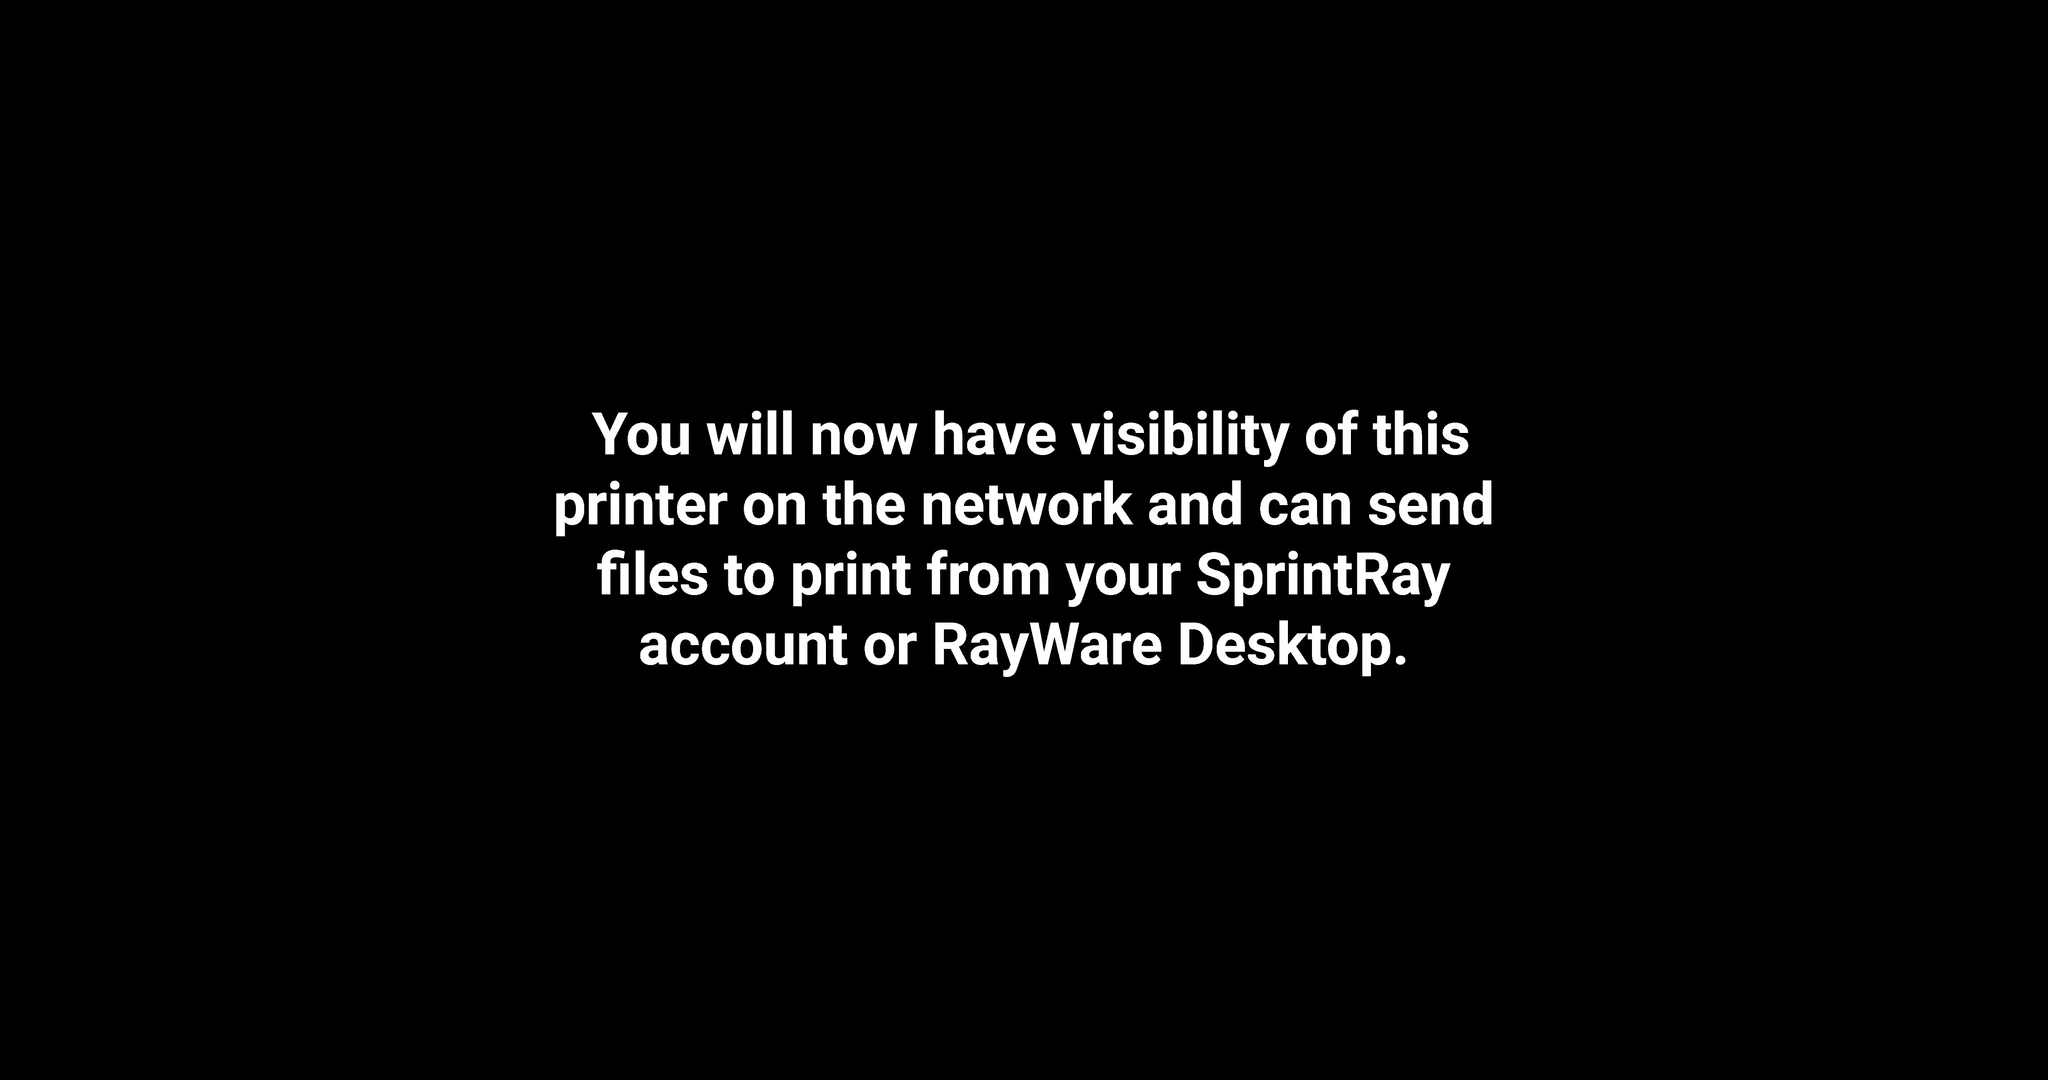 You will now have visibility of this
printer on the network and can send
files to print from your SprintRay
account or RayWare Desktop.